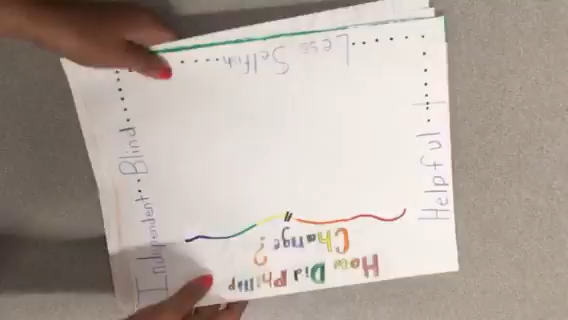 How Did Phillip
Change?
Helpful
Less Selfish
Independent Blind